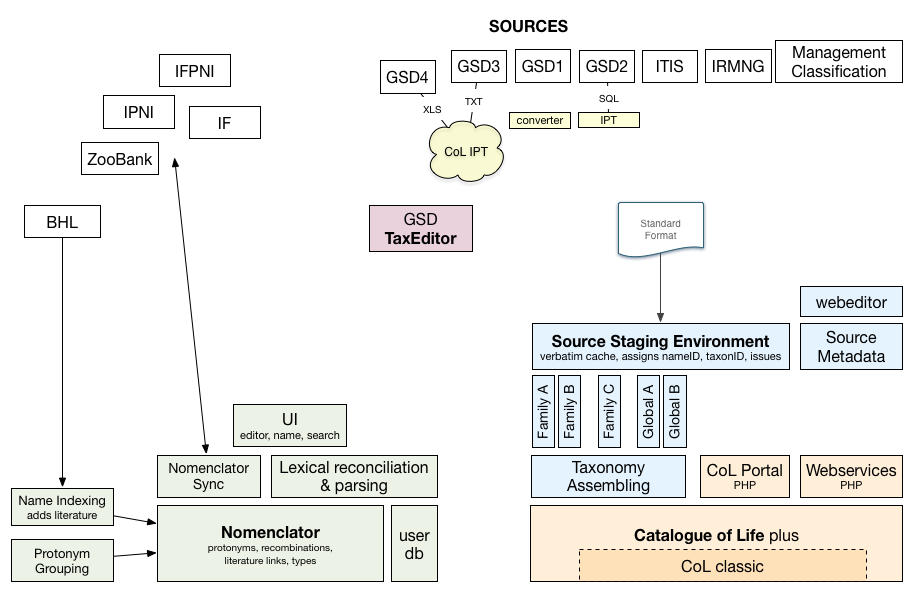 SOURCES
IFPNI
IPNI
IF
ZooBank
BHL
GSD4
GSD3
GSD1
GSD2
ITIS
IRMNG
Management
Classification
XLS
TXT
SQL
converter
IPT
CoL IPT
GSD
TaxEditor
Standard
Format
webeditor
Source Staging Environment
verbatim cache, assigns nameID, taxonID, issues
Source
Metadata
Family A
Family B
Family C
Global A
Global B
UI
editor, name, search
Nomenclator
Sync
Lexical reconciliation
& parsing
Taxonomy
Assembling
CoL Portal
PHP
Webservices
PHP
Name Indexing
adds literature
Protonym
Grouping
Nomenclator
protonyms, recombinations,
literature links, types
user
db
Catalogue of Life plus
CoL classic